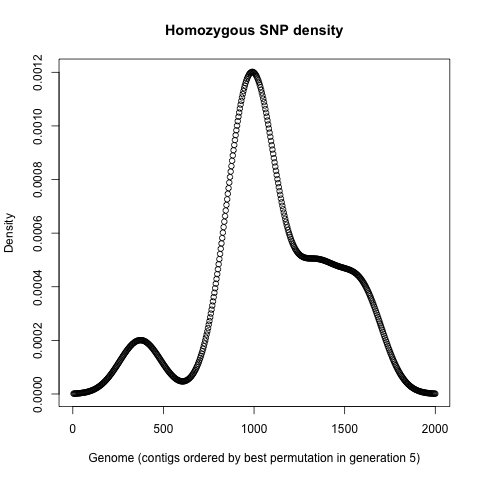 Homozygous SNP density
Density
0.0012
0.0010
0.0008
0.0006
0.0004
0.0002
0.0000
0 500 1000 1500 2000
Genome (contigs ordered by best permutation in generation 5)